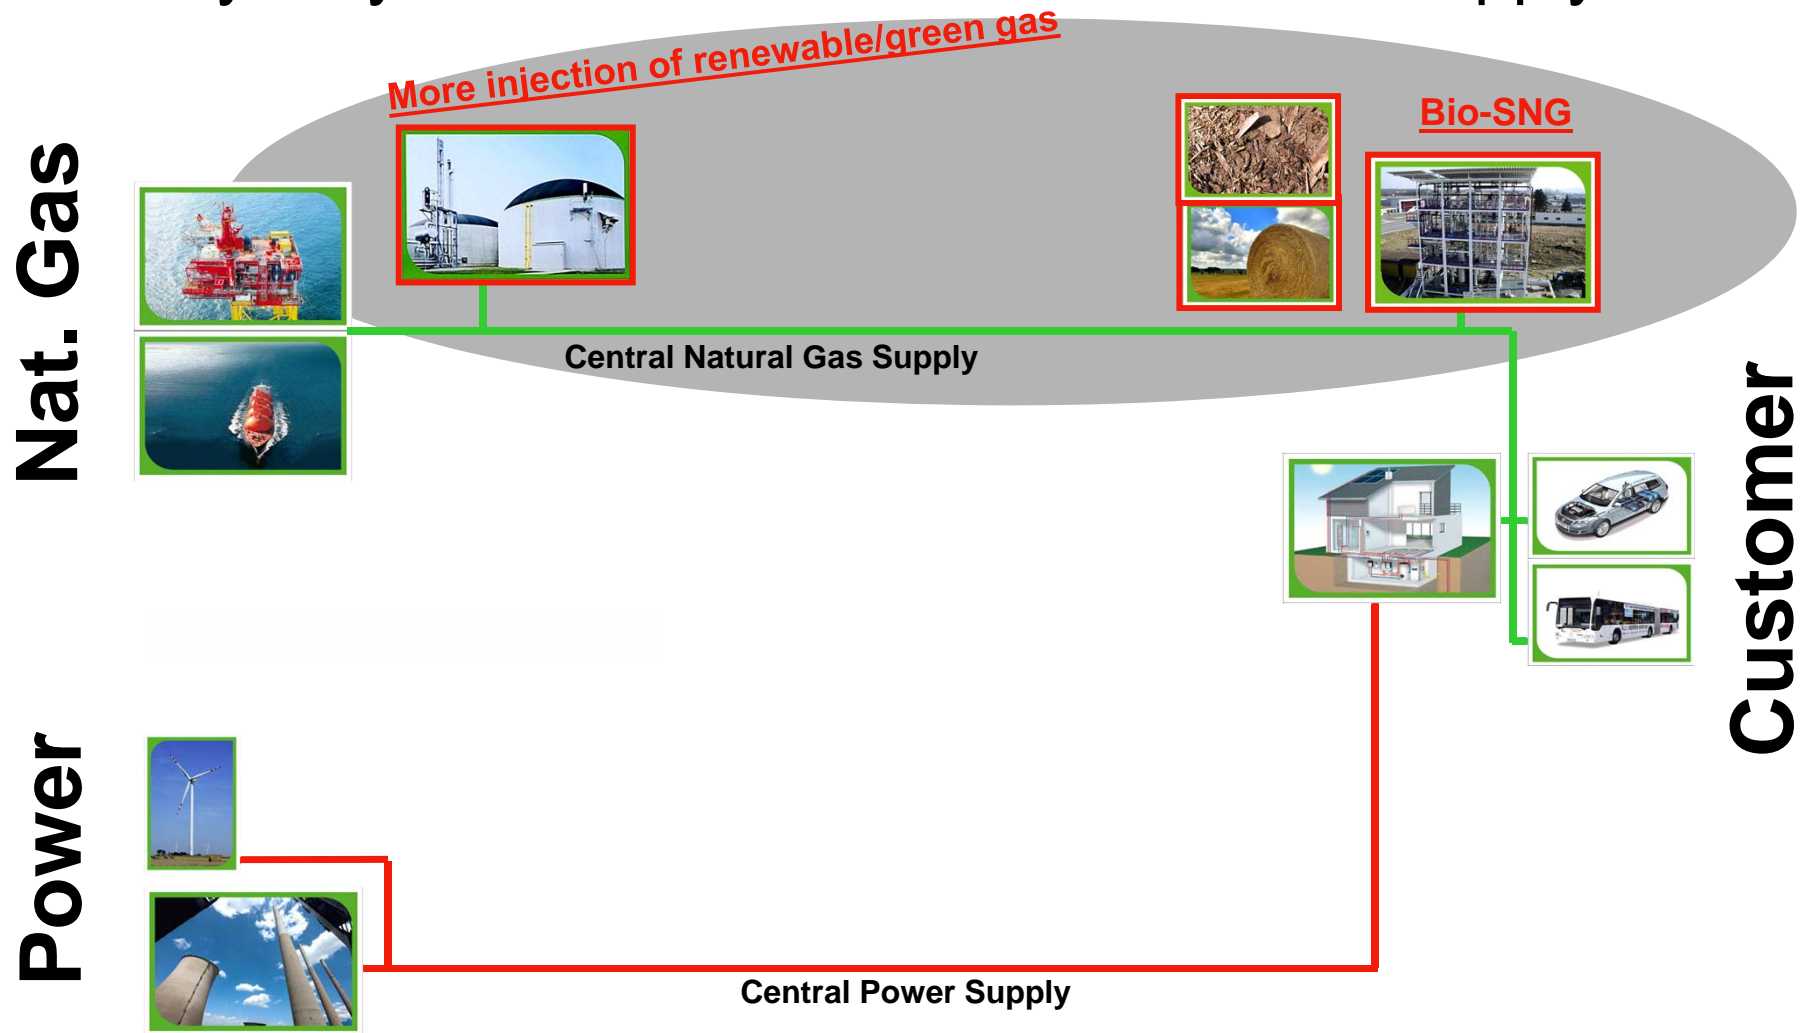 More injection of renewable/green gas
Bio-SNG
Nat. Gas
Central Natural Gas Supply
Customer
Power
Central Power Supply